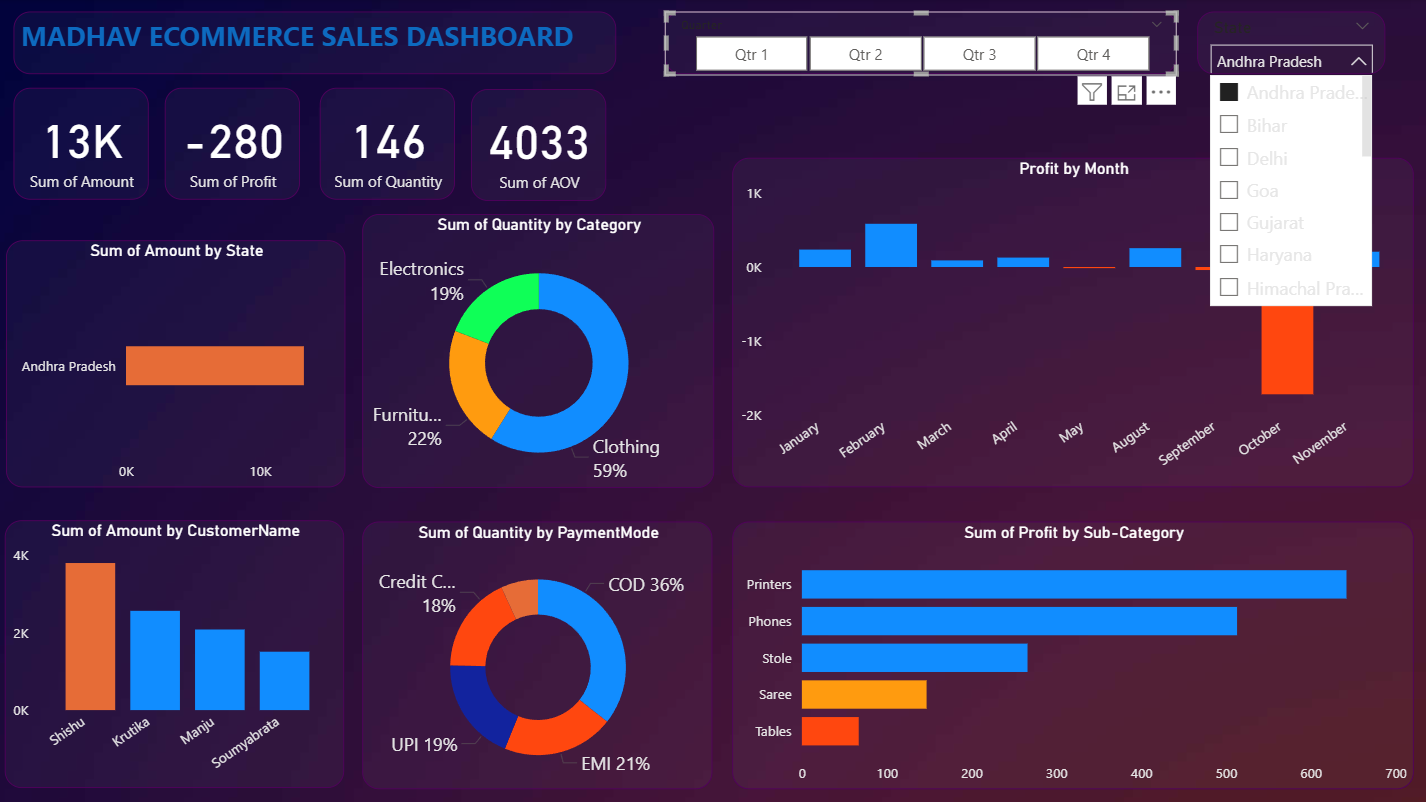 MADHAV ECOMMERCE SALES DASHBOARD
Qtr 1
Qtr 2
Qtr 3
Qtr 4
Andhra Pradesh
Andhra Prade...
Bihar
Delhi
Goa
Gujarat
Haryana
Himachal Pra...
13K
Sum of Amount
-280
Sum of Profit
146
Sum of Quantity
4033
Sum of AOV
Sum of Amount by State
Andhra Pradesh
0K
10K
Sum of Quantity by Category
Electronics
19%
Furnitu...
22%
Clothing
59%
Profit by Month
1K
0K
-1K
-2K
January
February
March
April
May
August
September
October
November
Sum of Amount by CustomerName
4K
2K
0K
Shishu
Krutika
Manju
Soumyabrata
Sum of Quantity by PaymentMode
Credit C...
18%
COD 36%
UPI 19%
EMI 21%
Sum of Profit by Sub-Category
Printers
Phones
Stole
Saree
Tables
0
100
200
300
400
500
600
700